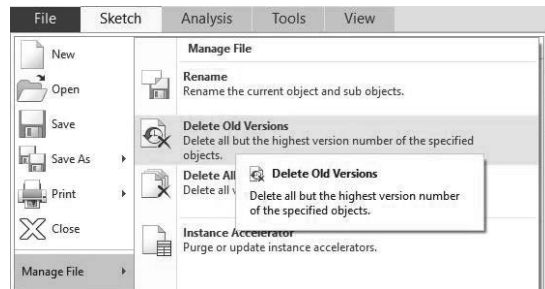 File Sketch Analysis Tools View
New
Open
Save
Save As
Print
Close
Manage File
Manage File
Rename
Rename the current object and sub objects.
Delete Old Versions
Delete all but the highest version number of the specified
objects.
Delete All
Delete all
Delete Old Versions
Delete all but the highest version number
of the specified objects.
Instance Accelerator
Purge or update instance accelerators.